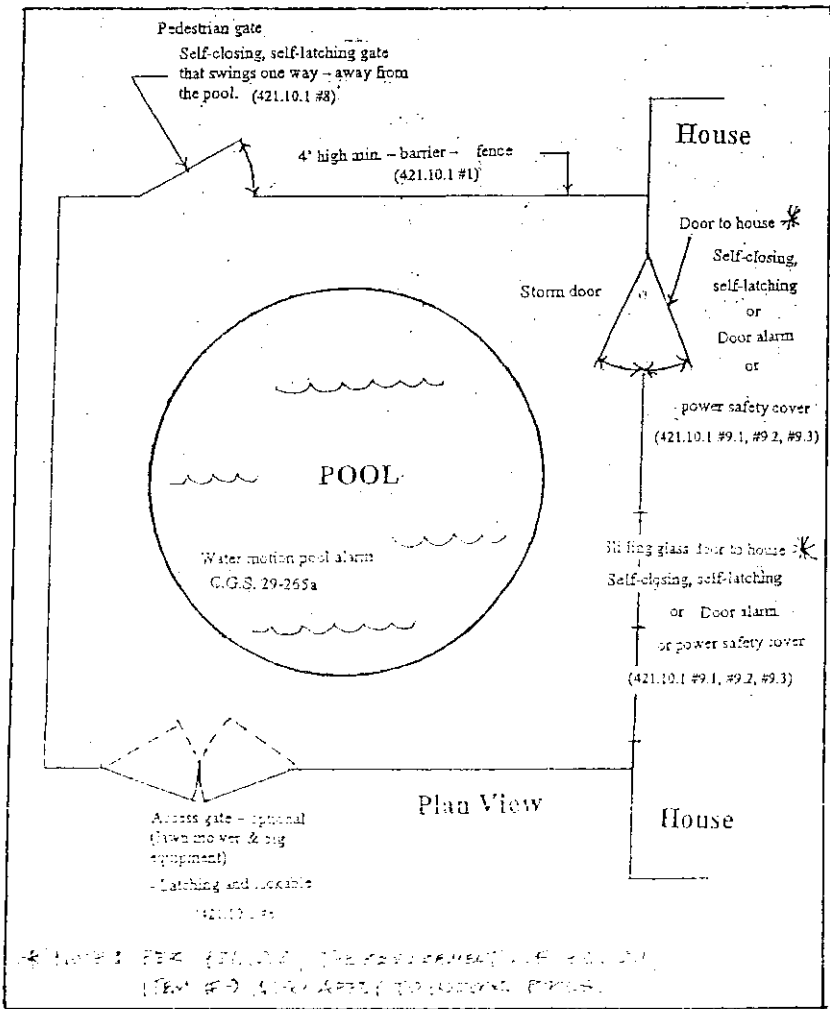 Pedestrian gate
Self-closing, self-latching gate
that swings one way – away from
the pool. (421.10.1 #8)
House
4' high min. – barrier – fence
(421.10.1 #1)
Door to house *
Self-closing,
self-latching
or
Door alarm
or
power safety cover
(421.10.1 #9.1, #9.2, #9.3)
Storm door
POOL
Water motion pool alarm
C.G.S. 29-265a
glass door to house *
Self-closing, self-latching
or Door alarm
or power safety cover
(421.10.1 #9.1, #9.2, #9.3)
Plan View
House
Access gate – optional
(lawn mower & big
equipment)
- Latching and lockable